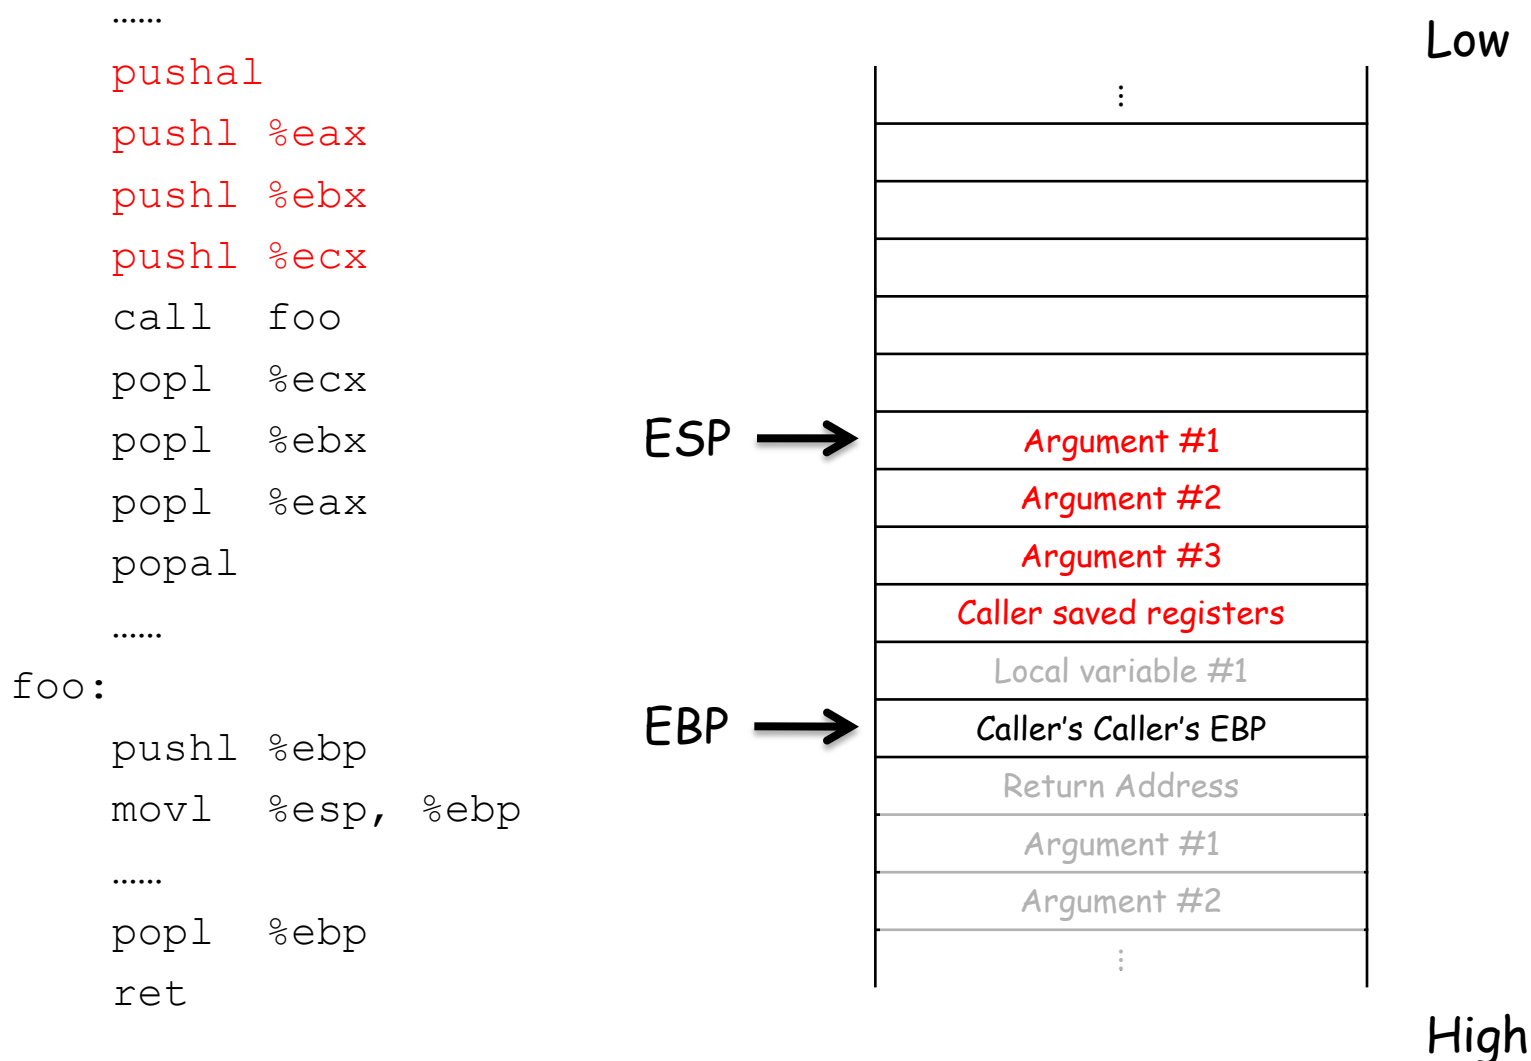 ……
pushal
pushl %eax
pushl %ebx
pushl %ecx
call foo
popl %ecx
popl %ebx
popl %eax
popal
……
foo:
pushl %ebp
movl %esp, %ebp
……
popl %ebp
ret
ESP
EBP
Low
⋮
Argument #1
Argument #2
Argument #3
Caller saved registers
Local variable #1
Caller’s Caller’s EBP
Return Address
Argument #1
Argument #2
⋮
High